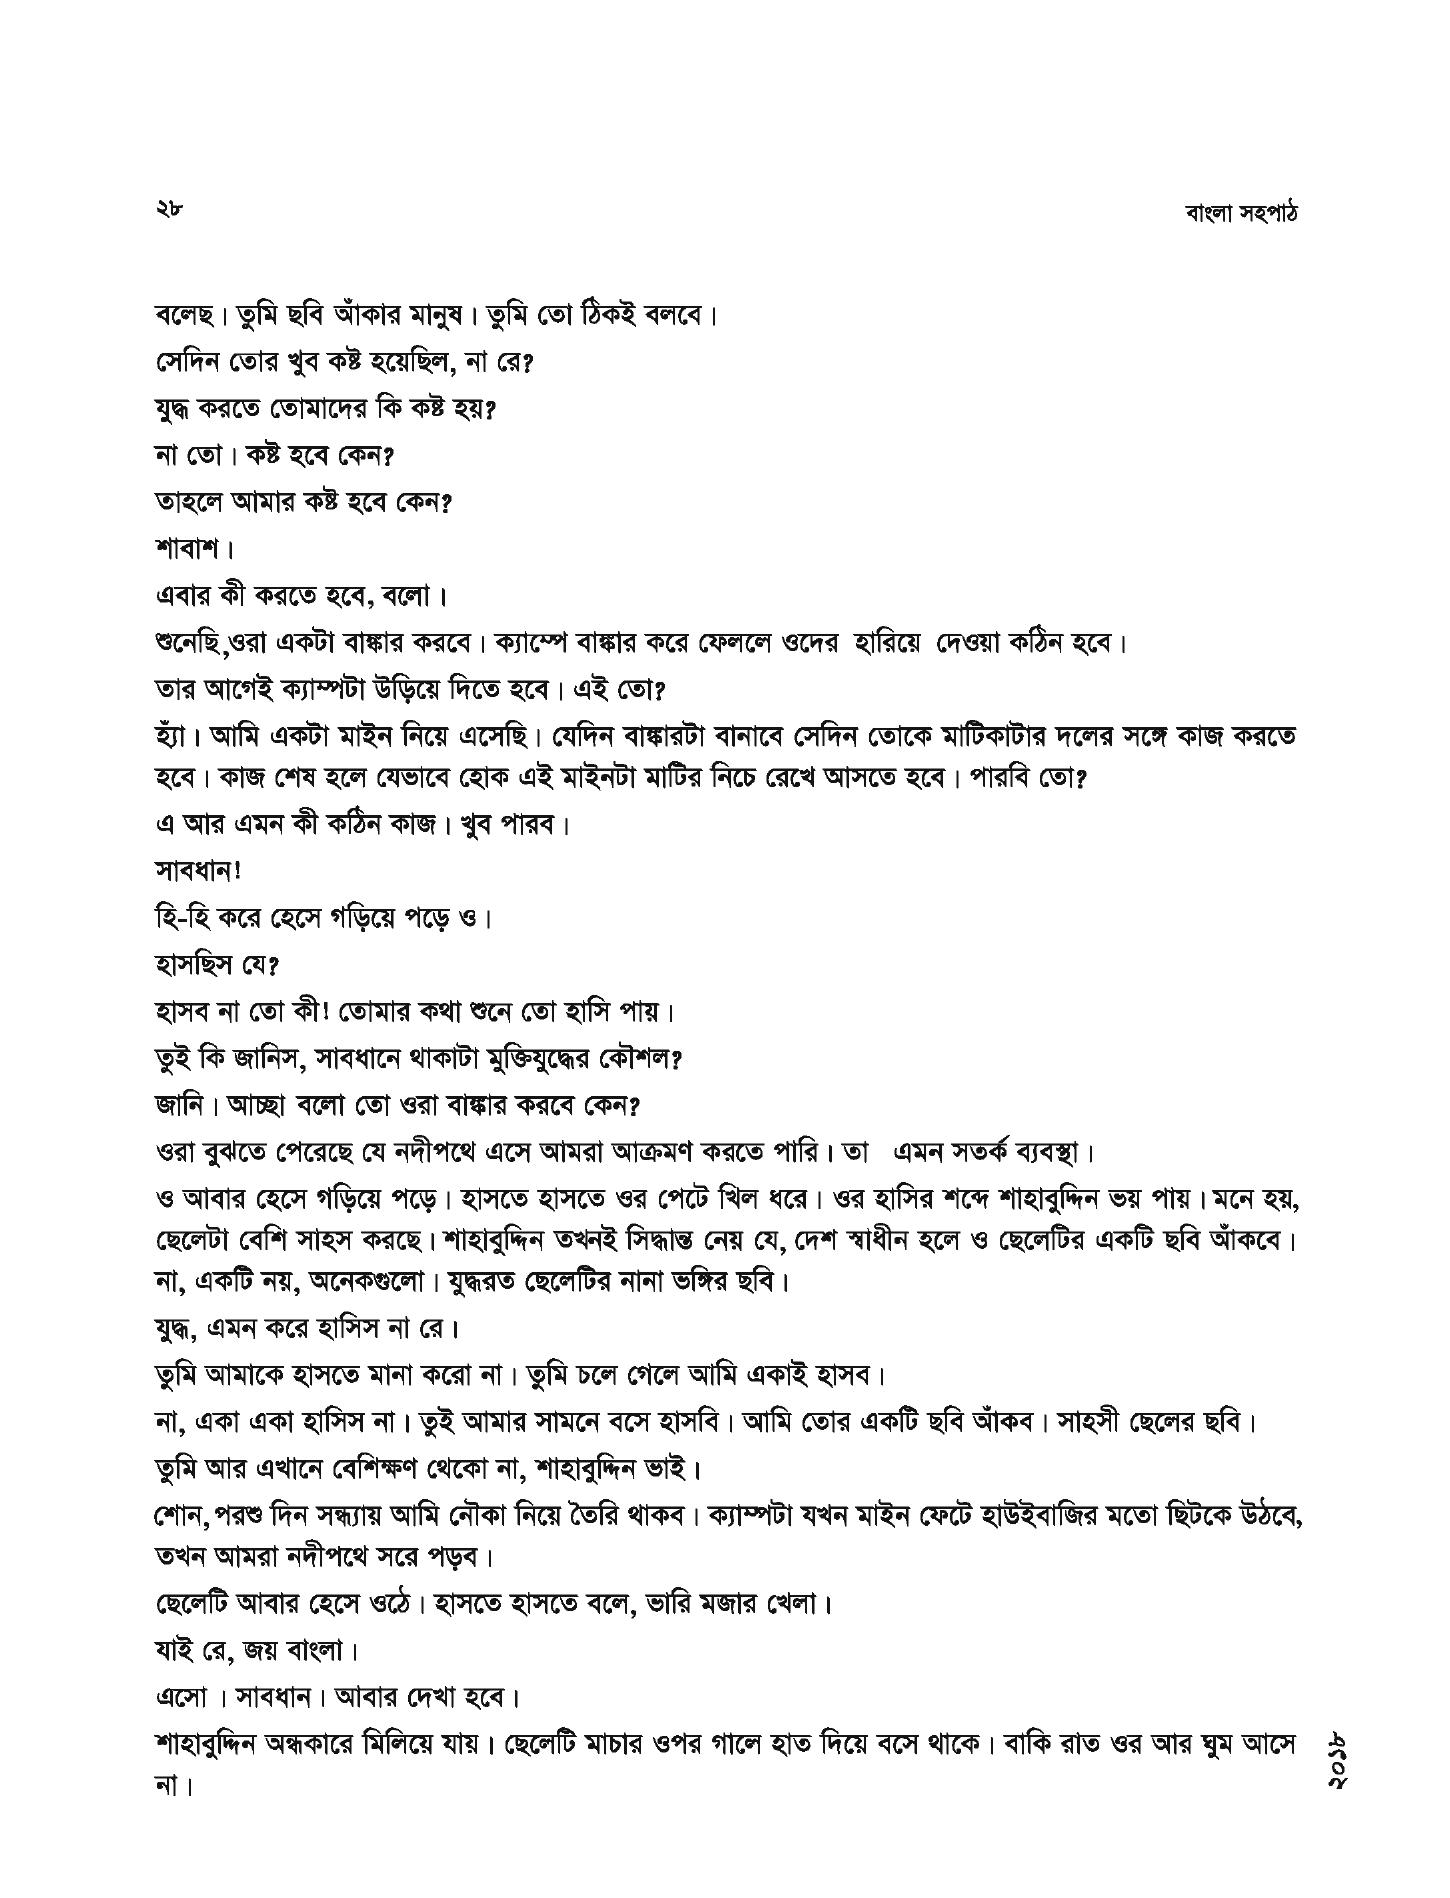 ২৮
বাংলা সহপাঠ
বলেছ। তুমি ছবি আঁকার মানুষ। তুমি তো ঠিকই বলবে।
সেদিন তোর খুব কষ্ট হয়েছিল, না রে?
যুদ্ধ করতে তোমাদের কি কষ্ট হয়?
না তো। কষ্ট হবে কেন?
তাহলে আমার কষ্ট হবে কেন?
শাবাশ।
এবার কী করতে হবে, বলো।
শুনেছি,ওরা একটা বাঙ্কার করবে। ক্যাম্পে বাঙ্কার করে ফেললে ওদের হারিয়ে দেওয়া কঠিন হবে।
তার আগেই ক্যাম্পটা উড়িয়ে দিতে হবে। এই তো?
হ্যাঁ। আমি একটা মাইন নিয়ে এসেছি। যেদিন বাঙ্কারটা বানাবে সেদিন তোকে মাটিকাটার দলের সঙ্গে কাজ করতে
হবে। কাজ শেষ হলে যেভাবে হোক এই মাইনটা মাটির নিচে রেখে আসতে হবে। পারবি তো?
এ আর এমন কী কঠিন কাজ। খুব পারব।
সাবধান!
হি-হি করে হেসে গড়িয়ে পড়ে ও।
হাসছিস যে?
হাসব না তো কী! তোমার কথা শুনে তো হাসি পায়।
তুই কি জানিস, সাবধানে থাকাটা মুক্তিযুদ্ধের কৌশল?
জানি। আচ্ছা বলো তো ওরা বাঙ্কার করবে কেন?
ওরা বুঝতে পেরেছে যে নদীপথে এসে আমরা আক্রমণ করতে পারি। তা এমন সতর্ক ব্যবস্থা।
ও আবার হেসে গড়িয়ে পড়ে। হাসতে হাসতে ওর পেটে খিল ধরে। ওর হাসির শব্দে শাহাবুদ্দিন ভয় পায়। মনে হয়,
ছেলেটা বেশি সাহস করছে। শাহাবুদ্দিন তখনই সিদ্ধান্ত নেয় যে, দেশ স্বাধীন হলে ও ছেলেটির একটি ছবি আঁকবে।
না, একটি নয়, অনেকগুলো। যুদ্ধরত ছেলেটির নানা ভঙ্গির ছবি।
যুদ্ধ, এমন করে হাসিস না রে।
তুমি আমাকে হাসতে মানা করো না। তুমি চলে গেলে আমি একাই হাসব।
না, একা একা হাসিস না। তুই আমার সামনে বসে হাসবি। আমি তোর একটি ছবি আঁকব। সাহসী ছেলের ছবি।
তুমি আর এখানে বেশিক্ষণ থেকো না, শাহাবুদ্দিন ভাই।
শোন, পরশু দিন সন্ধ্যায় আমি নৌকা নিয়ে তৈরি থাকব। ক্যাম্পটা যখন মাইন ফেটে হাউইবাজির মতো ছিটকে উঠবে,
তখন আমরা নদীপথে সরে পড়ব।
ছেলেটি আবার হেসে ওঠে। হাসতে হাসতে বলে, ভারি মজার খেলা।
যাই রে, জয় বাংলা।
এসো । সাবধান। আবার দেখা হবে।
শাহাবুদ্দিন অন্ধকারে মিলিয়ে যায়। ছেলেটি মাচার ওপর গালে হাত দিয়ে বসে থাকে। বাকি রাত ওর আর ঘুম আসে
না।
২০১৮